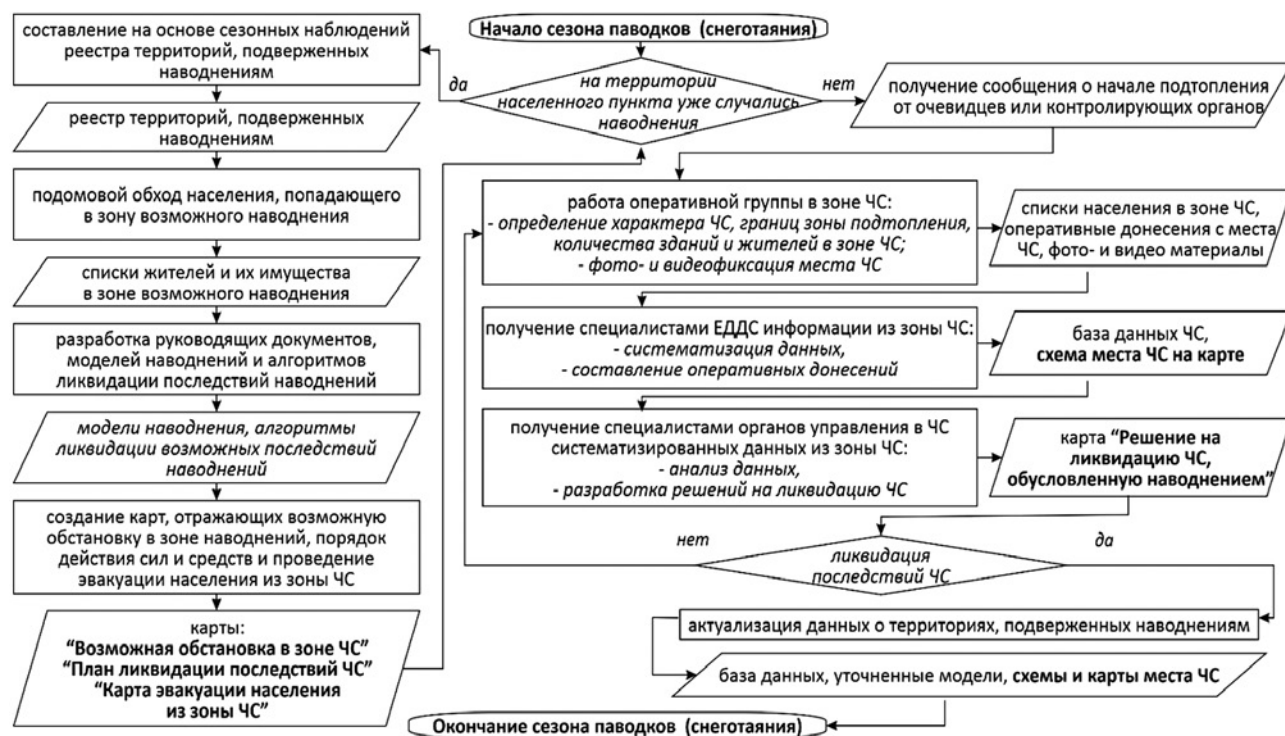 Начало сезона паводков (снеготаяния)
на территории
населенного пункта уже случались
наводнения
да
нет
составление на основе сезонных наблюдений
реестра территорий, подверженных
наводнениям
реестр территорий, подверженных
наводнениям
подомовой обход населения, попадающего
в зону возможного наводнения
списки жителей и их имущества
в зоне возможного наводнения
разработка руководящих документов,
моделей наводнений и алгоритмов
ликвидации последствий наводнений
модели наводнения, алгоритмы
ликвидации возможных последствий
наводнений
создание карт, отражающих возможную
обстановку в зоне наводнений, порядок
действия сил и средств и проведение
эвакуации населения из зоны ЧС
карты:
“Возможная обстановка в зоне ЧС”
“План ликвидации последствий ЧС”
“Карта эвакуации населения
из зоны ЧС”
получение сообщения о начале подтопления
от очевидцев или контролирующих органов
работа оперативной группы в зоне ЧС:
- определение характера ЧС, границ зоны подтопления,
количества зданий и жителей в зоне ЧС;
- фото- и видеофиксация места ЧС
списки населения в зоне ЧС,
оперативные донесения с места
ЧС, фото- и видео материалы
получение специалистами ЕДДС информации из зоны ЧС:
- систематизация данных,
- составление оперативных донесений
база данных ЧС,
схема места ЧС на карте
получение специалистами органов управления в ЧС
систематизированных данных из зоны ЧС:
- анализ данных,
- разработка решений на ликвидацию ЧС
карта “Решение на
ликвидацию ЧС,
обусловленную наводнением”
нет
да
ликвидация
последствий ЧС
актуализация данных о территориях, подверженных наводнениям
база данных, уточненные модели, схемы и карты места ЧС
Окончание сезона паводков (снеготаяния)